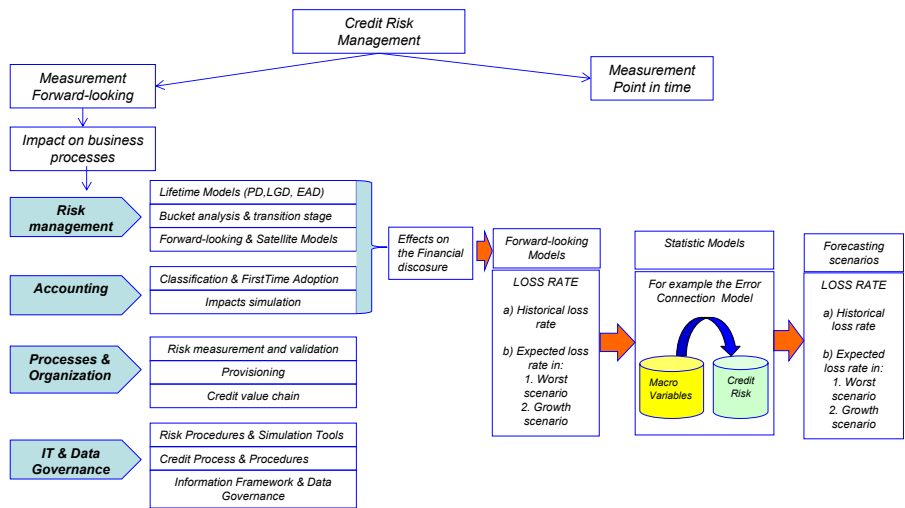 Credit Risk
Management
Measurement
Forward-looking
Measurement
Point in time
Impact on business
processes
Risk
management
Lifetime Models (PD,LGD, EAD)
Bucket analysis & transition stage
Forward-looking & Satellite Models
Accounting
Classification & FirstTime Adoption
Impacts simulation
Processes &
Organization
Risk measurement and validation
Provisioning
Credit value chain
IT & Data
Governance
Risk Procedures & Simulation Tools
Credit Process & Procedures
Information Framework & Data
Governance
Effects on
the Financial
discosure
Forward-looking
Models
LOSS RATE
a) Historical loss
rate
b) Expected loss
rate in:
1. Worst
scenario
2. Growth
scenario
Statistic Models
For example the Error
Connection Model
Macro
Variables
Credit
Risk
Forecasting
scenarios
LOSS RATE
a) Historical loss
rate
b) Expected loss
rate in:
1. Worst
scenario
2. Growth
scenario